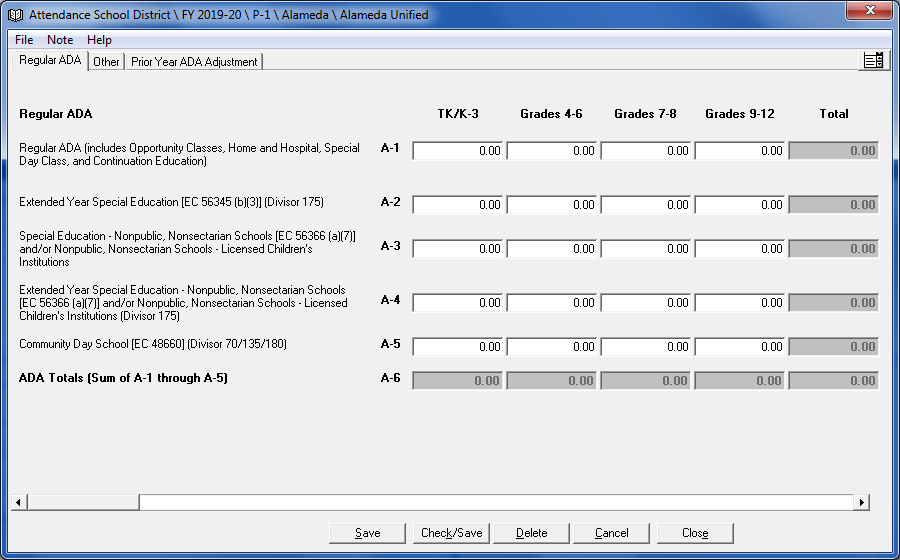 Attendance School District \ FY 2019-20 \ P-1 \ Alameda \ Alameda Unified
File Note Help
Regular ADA Other Prior Year ADA Adjustment
Regular ADA TK/K-3 Grades 4-6 Grades 7-8 Grades 9-12 Total
Regular ADA (includes Opportunity Classes, Home and Hospital, Special
Day Class, and Continuation Education)
A-1 0.00 0.00 0.00 0.00 0.00
Extended Year Special Education [EC 56345 (b)(3)] (Divisor 175) A-2 0.00 0.00 0.00 0.00 0.00
Special Education - Nonpublic, Nonsectarian Schools [EC 56366 (a)(7)]
and/or Nonpublic, Nonsectarian Schools - Licensed Children's
Institutions
A-3 0.00 0.00 0.00 0.00 0.00
Extended Year Special Education - Nonpublic, Nonsectarian Schools
[EC 56366 (a)(7)] and/or Nonpublic, Nonsectarian Schools - Licensed
Children's Institutions (Divisor 175)
A-4 0.00 0.00 0.00 0.00 0.00
Community Day School [EC 48660] (Divisor 70/135/180) A-5 0.00 0.00 0.00 0.00 0.00
ADA Totals (Sum of A-1 through A-5) A-6 0.00 0.00 0.00 0.00 0.00
Save Check/Save Delete Cancel Close